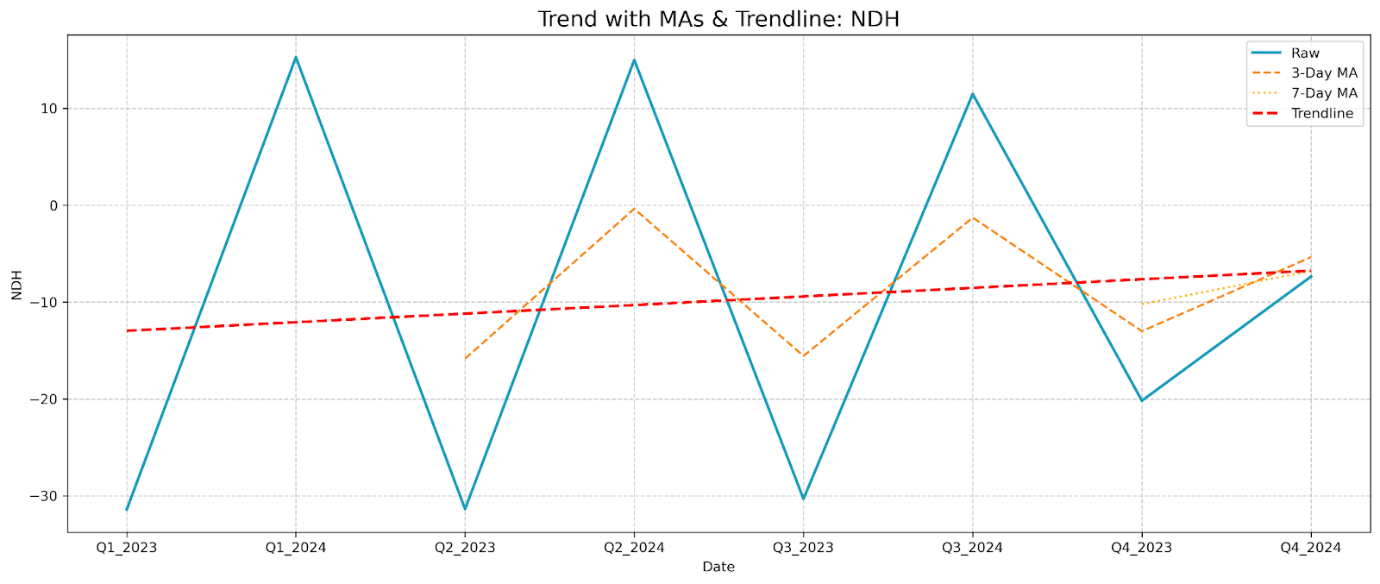 Trend with MAs & Trendline: NDH
Raw
3-Day MA
7-Day MA
Trendline
10
0
−10
−20
−30
NDH
Q1_2023
Q1_2024
Q2_2023
Q2_2024
Q3_2023
Q3_2024
Q4_2023
Q4_2024
Date